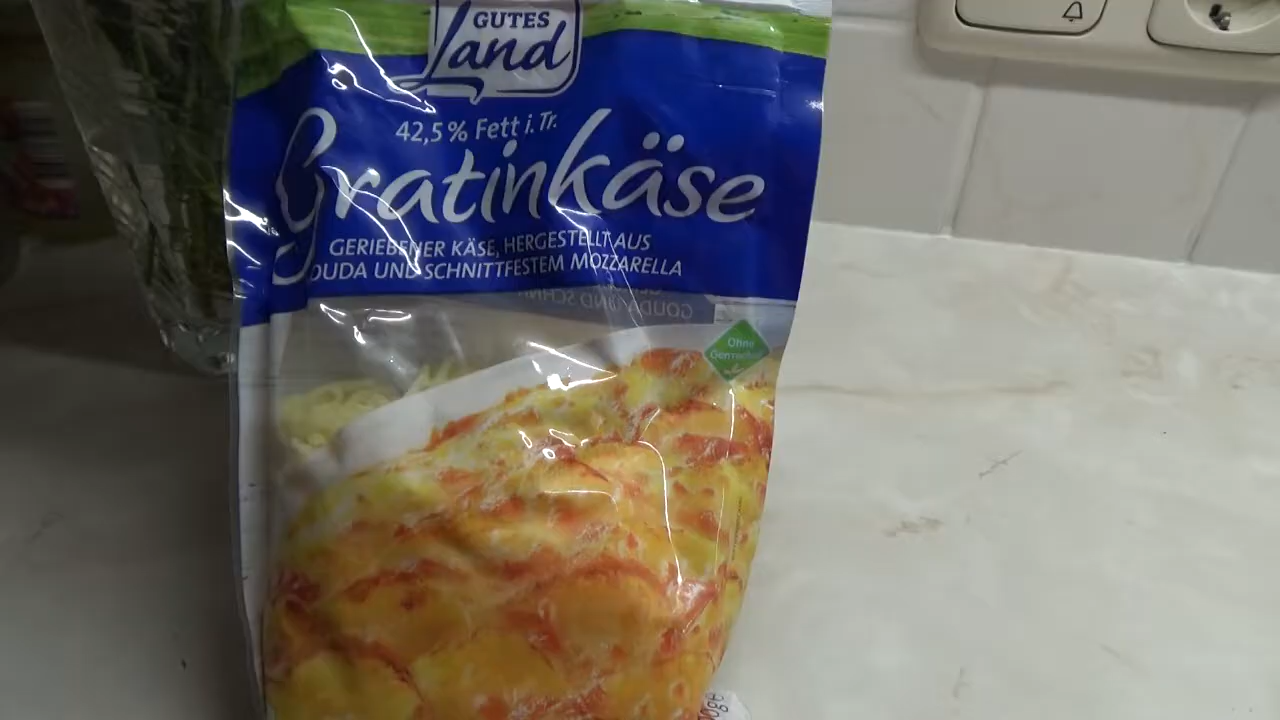 GUTES
Land
42,5% Fett i. Tr.
Gratinkäse
GERIEBENER KÄSE, HERGESTELLT AUS
GOUDA UND SCHNITTFESTEM MOZZARELLA
Ohne
Gentechnik